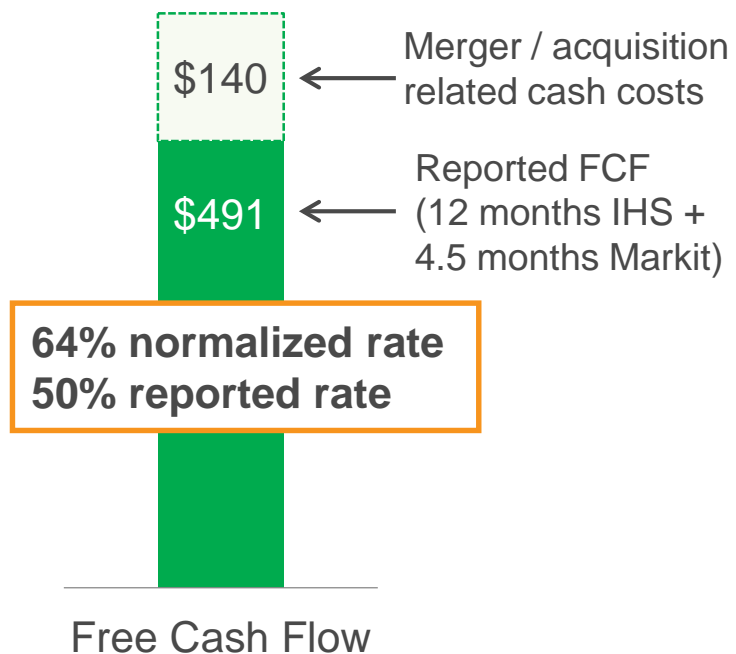 $140
Merger / acquisition
related cash costs
$491
Reported FCF
(12 months IHS +
4.5 months Markit)
64% normalized rate
50% reported rate
Free Cash Flow